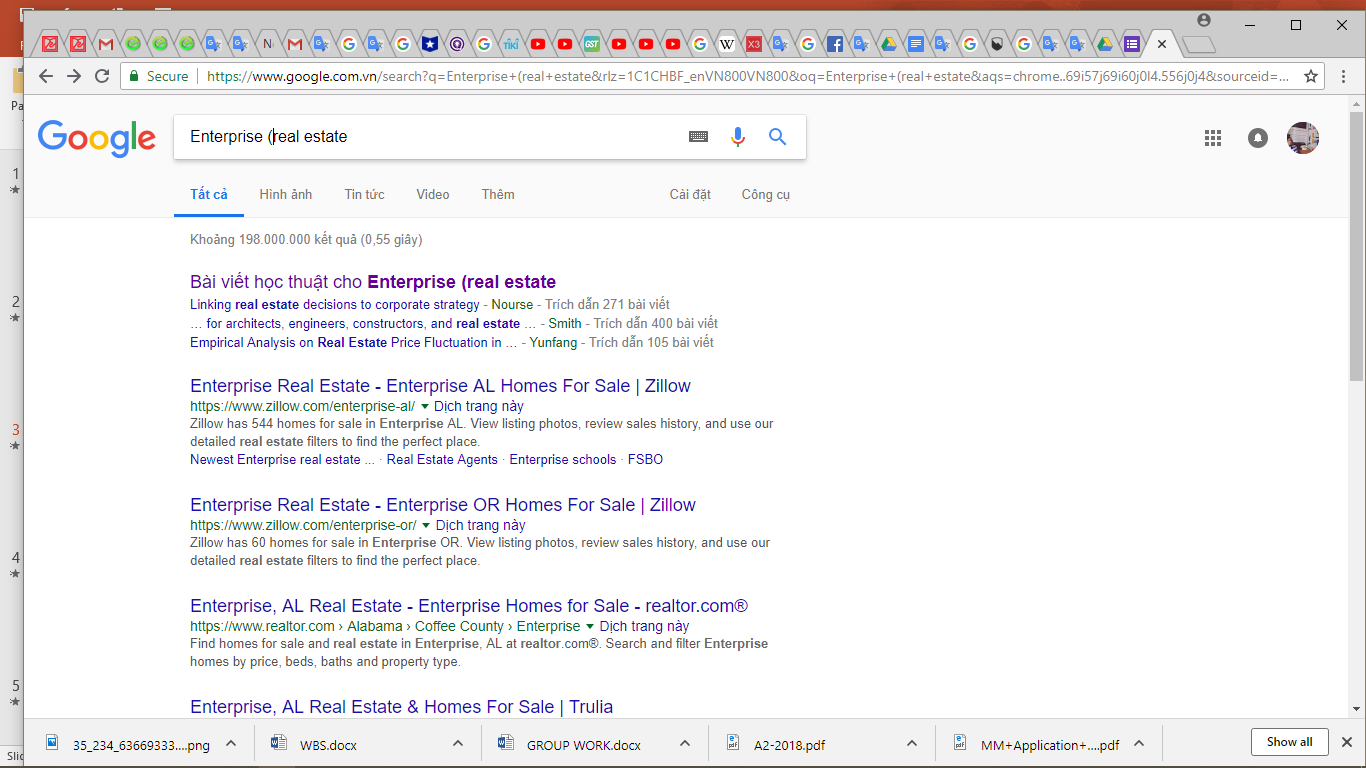 Secure
https://www.google.com.vn/search?q=Enterprise+(real+estate&rlz=1C1CHBF_enVN800VN800&oq=Enterprise+(real+estate&aqs=chrome..69i57j69i60j0l4.556j0j4&sourceid=...
Google
Enterprise (real estate
Tất cả Hình ảnh Tin tức Video Thêm Cài đặt Công cụ
Khoảng 198.000.000 kết quả (0,55 giây)
Bài viết học thuật cho Enterprise (real estate
Linking real estate decisions to corporate strategy - Nourse - Trích dẫn 271 bài viết
... for architects, engineers, constructors, and real estate ... - Smith - Trích dẫn 400 bài viết
Empirical Analysis on Real Estate Price Fluctuation in ... - Yunfang - Trích dẫn 105 bài viết
Enterprise Real Estate - Enterprise AL Homes For Sale | Zillow
https://www.zillow.com/enterprise-al/ Dịch trang này
Zillow has 544 homes for sale in Enterprise AL. View listing photos, review sales history, and use our
detailed real estate filters to find the perfect place.
Newest Enterprise real estate ... · Real Estate Agents · Enterprise schools · FSBO
Enterprise Real Estate - Enterprise OR Homes For Sale | Zillow
https://www.zillow.com/enterprise-or/ Dịch trang này
Zillow has 60 homes for sale in Enterprise OR. View listing photos, review sales history, and use our
detailed real estate filters to find the perfect place.
Enterprise, AL Real Estate - Enterprise Homes for Sale - realtor.com®
https://www.realtor.com › Alabama › Coffee County › Enterprise Dịch trang này
Find homes for sale and real estate in Enterprise, AL at realtor.com®. Search and filter Enterprise
homes by price, beds, baths and property type.
Enterprise, AL Real Estate & Homes For Sale | Trulia
1
2
3
4
5
35_234_63669333....png WBS.docx GROUP WORK.docx A2-2018.pdf MM+Application+....pdf Show all